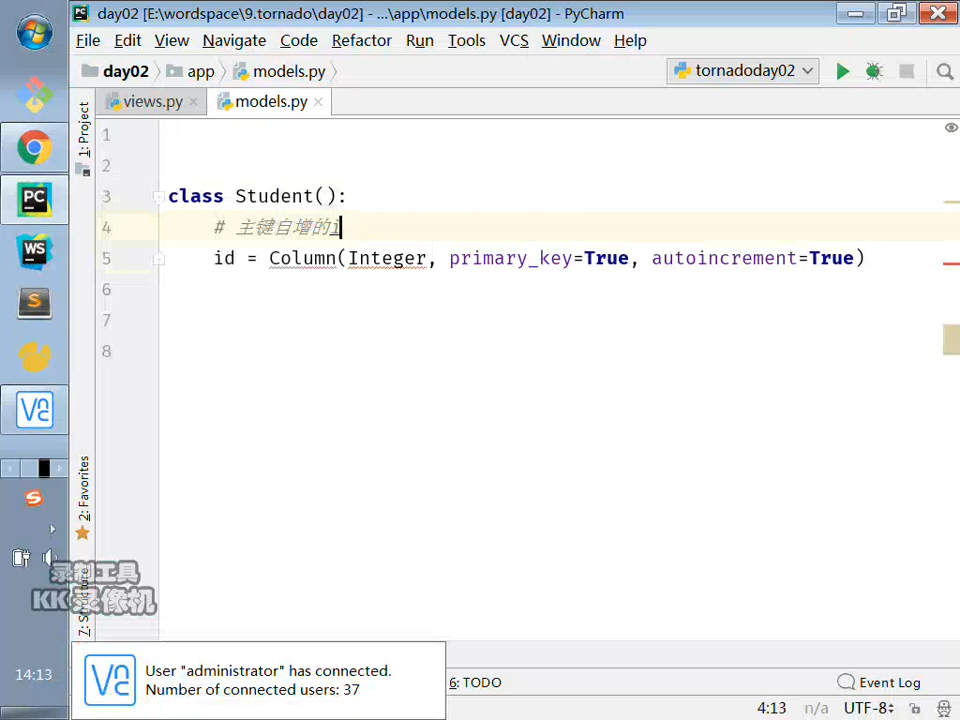 day02 [E:\wordspace\9.tornado\day02] - ...\app\models.py [day02] - PyCharm
File Edit View Navigate Code Refactor Run Tools VCS Window Help
day02 app models.py
tornadoday02
views.py models.py
1: Project
1
2
3 class Student():
4 # 主键自增的i
5 id = Column(Integer, primary_key=True, autoincrement=True)
6
7
8
2: Favorites
7: Structure
录制工具
KK录像机
User "administrator" has connected.
Number of connected users: 37
14:13
6: TODO
Event Log
4:13 n/a UTF-8